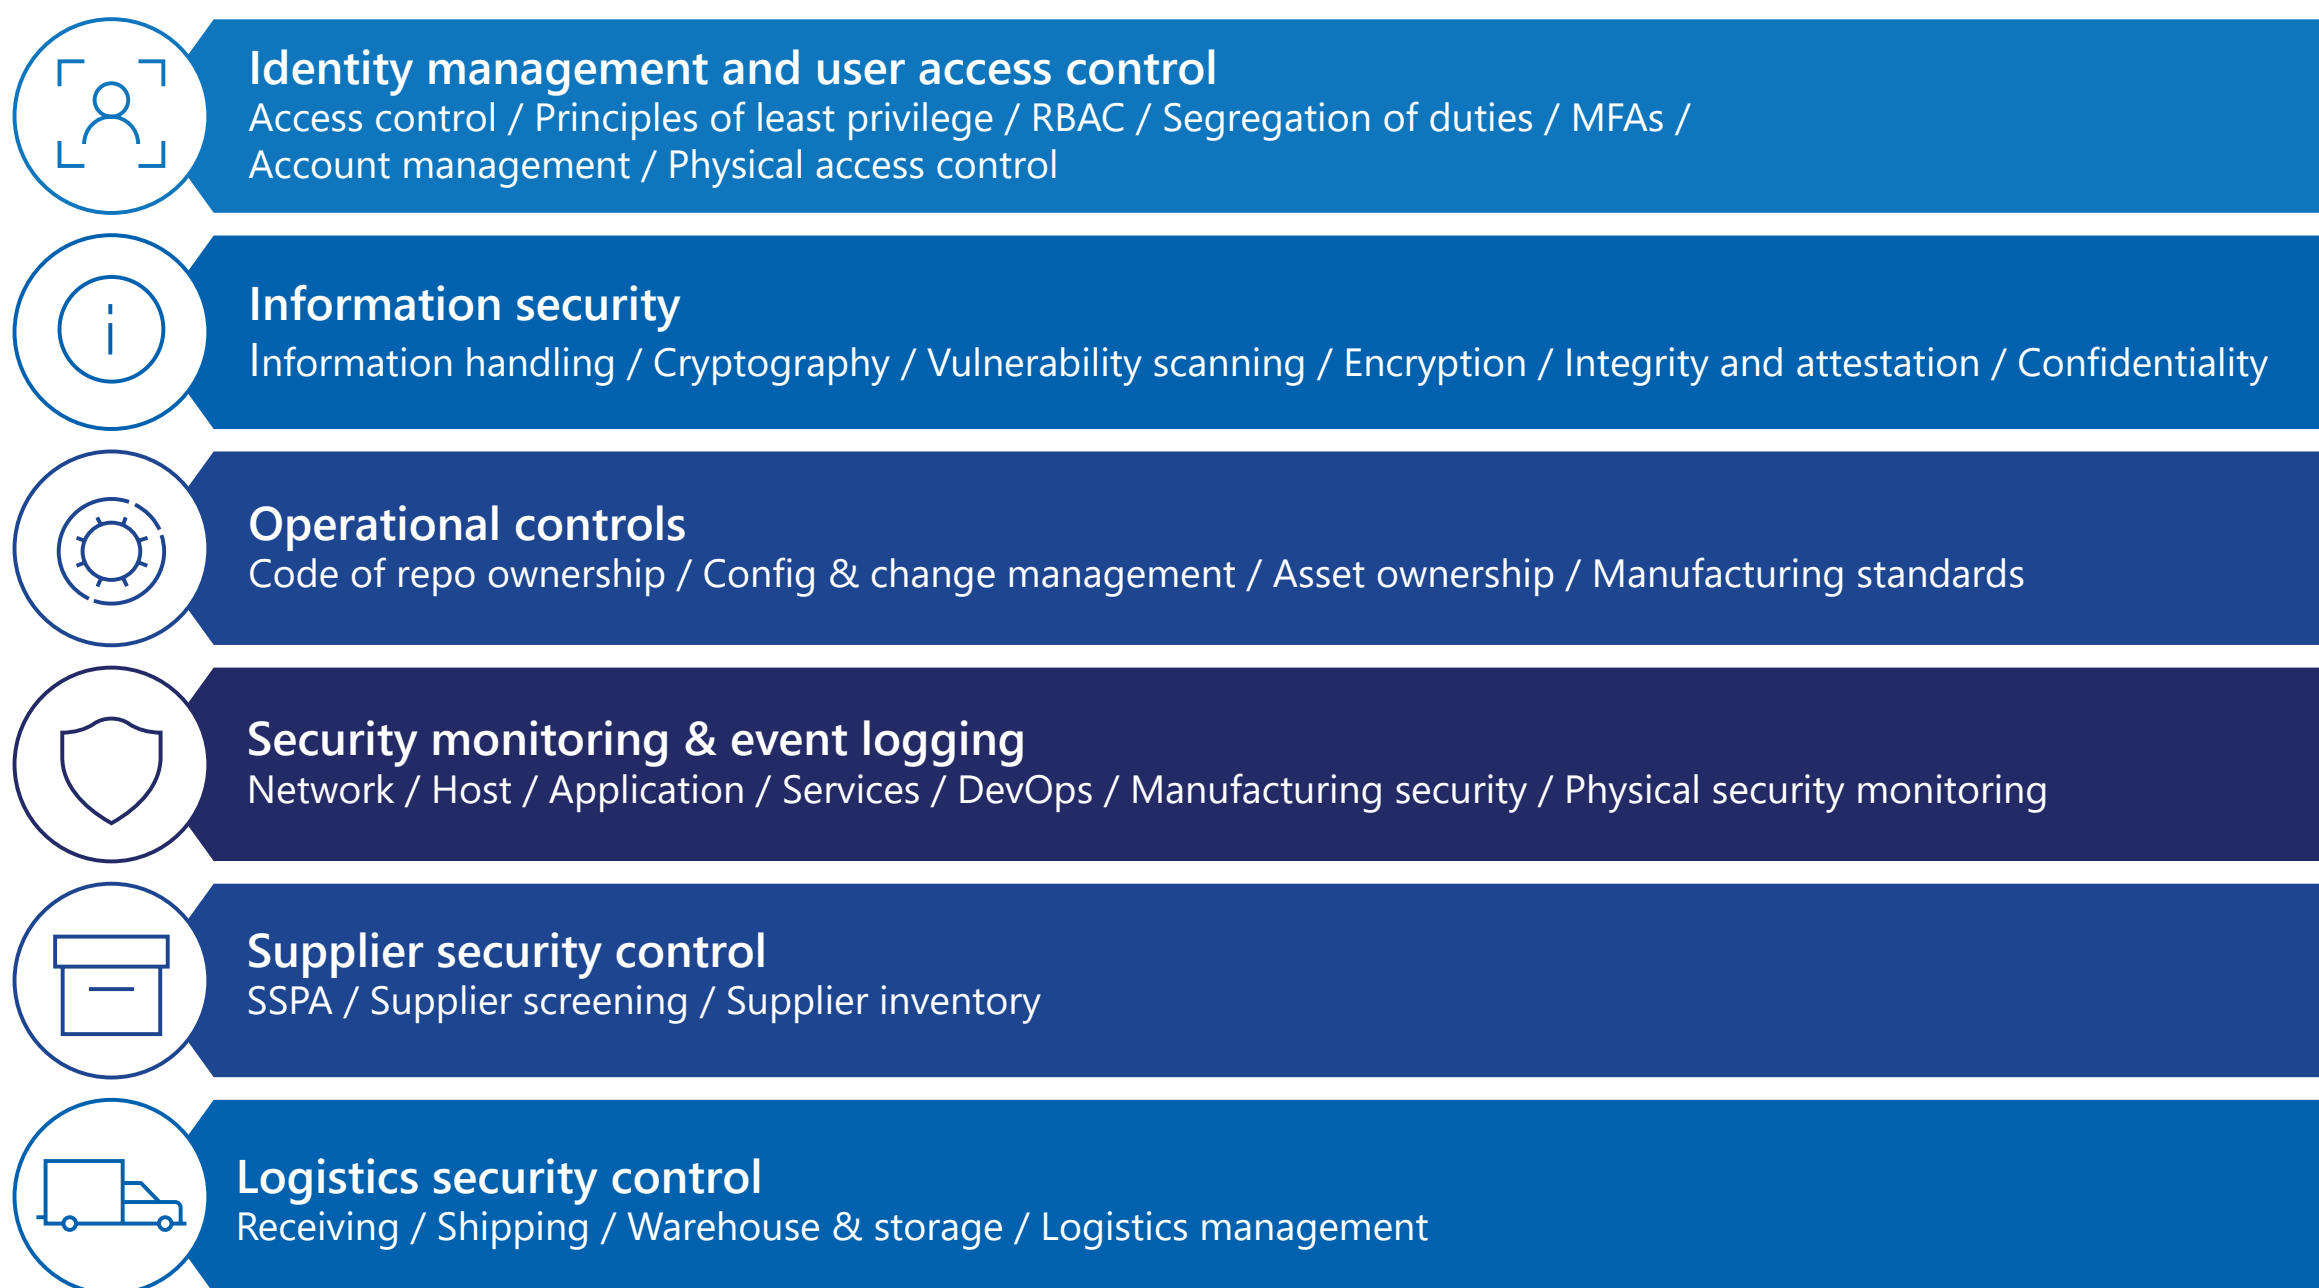 Identity management and user access control
Access control / Principles of least privilege / RBAC / Segregation of duties / MFAs /
Account management / Physical access control
Information security
Information handling / Cryptography / Vulnerability scanning / Encryption / Integrity and attestation / Confidentiality
Operational controls
Code of repo ownership / Config & change management / Asset ownership / Manufacturing standards
Security monitoring & event logging
Network / Host / Application / Services / DevOps / Manufacturing security / Physical security monitoring
Supplier security control
SSPA / Supplier screening / Supplier inventory
Logistics security control
Receiving / Shipping / Warehouse & storage / Logistics management